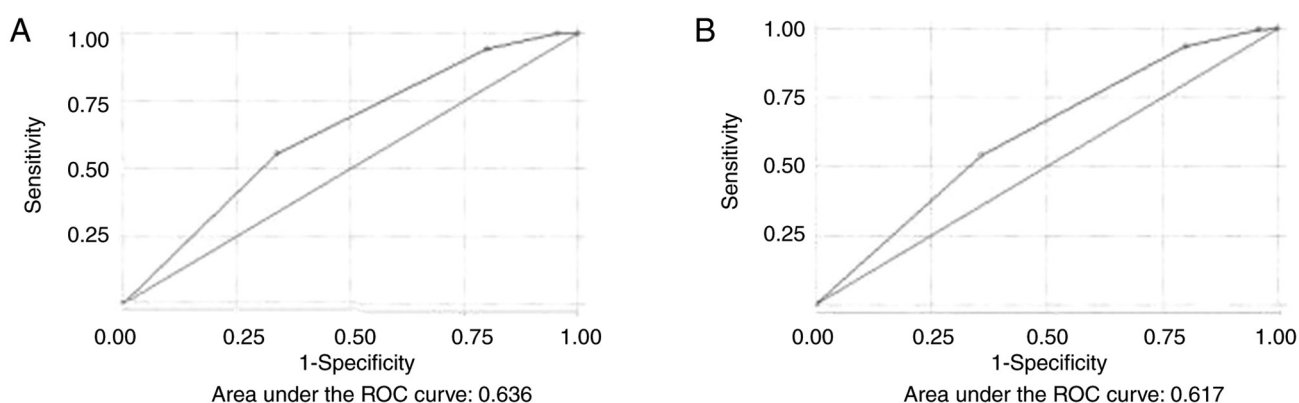 A
1.00
0.75
0.50
0.25
Sensitivity
0.00 0.25 0.50 0.75 1.00
1-Specificity
Area under the ROC curve: 0.636
B
1.00
0.75
0.50
0.25
Sensitivity
0.00 0.25 0.50 0.75 1.00
1-Specificity
Area under the ROC curve: 0.617